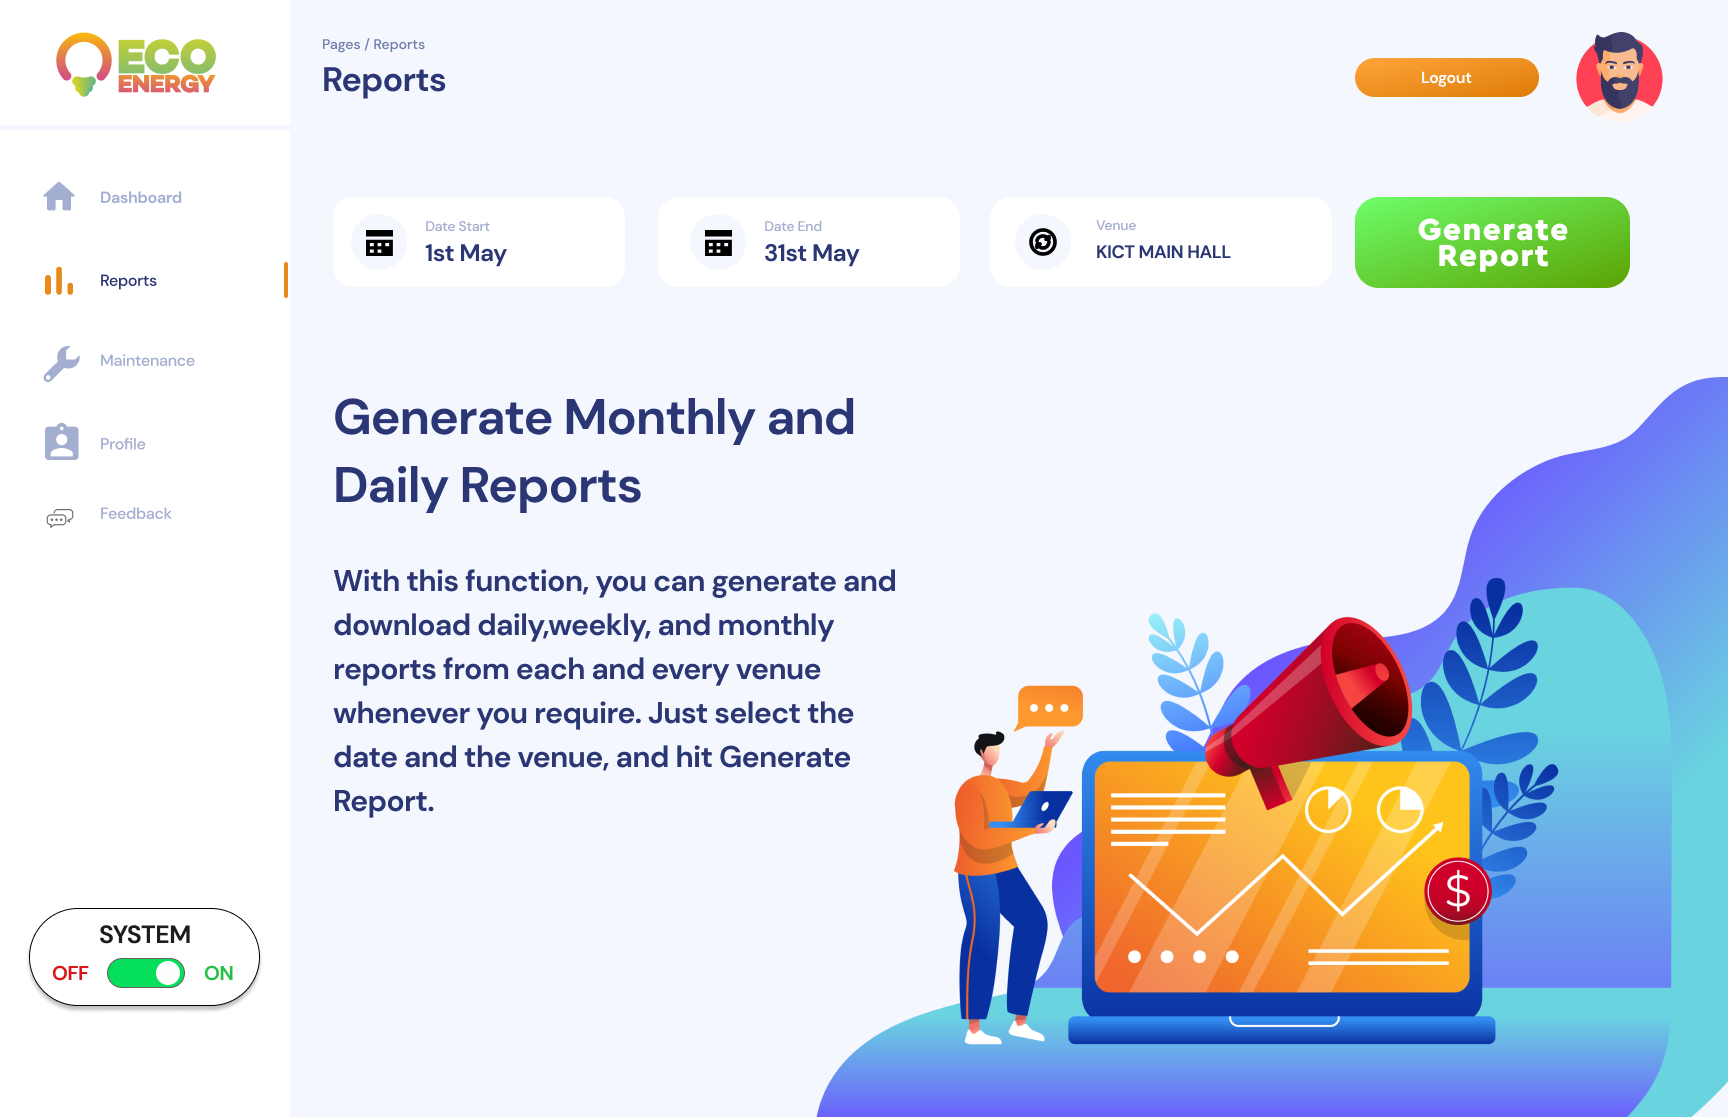 ECO
ENERGY
Pages / Reports
Reports
Logout
Dashboard
Reports
Maintenance
Profile
Feedback
Date Start
1st May
Date End
31st May
Venue
KICT MAIN HALL
Generate
Report
Generate Monthly and
Daily Reports
With this function, you can generate and
download daily,weekly, and monthly
reports from each and every venue
whenever you require. Just select the
date and the venue, and hit Generate
Report.
$
SYSTEM
OFF ON